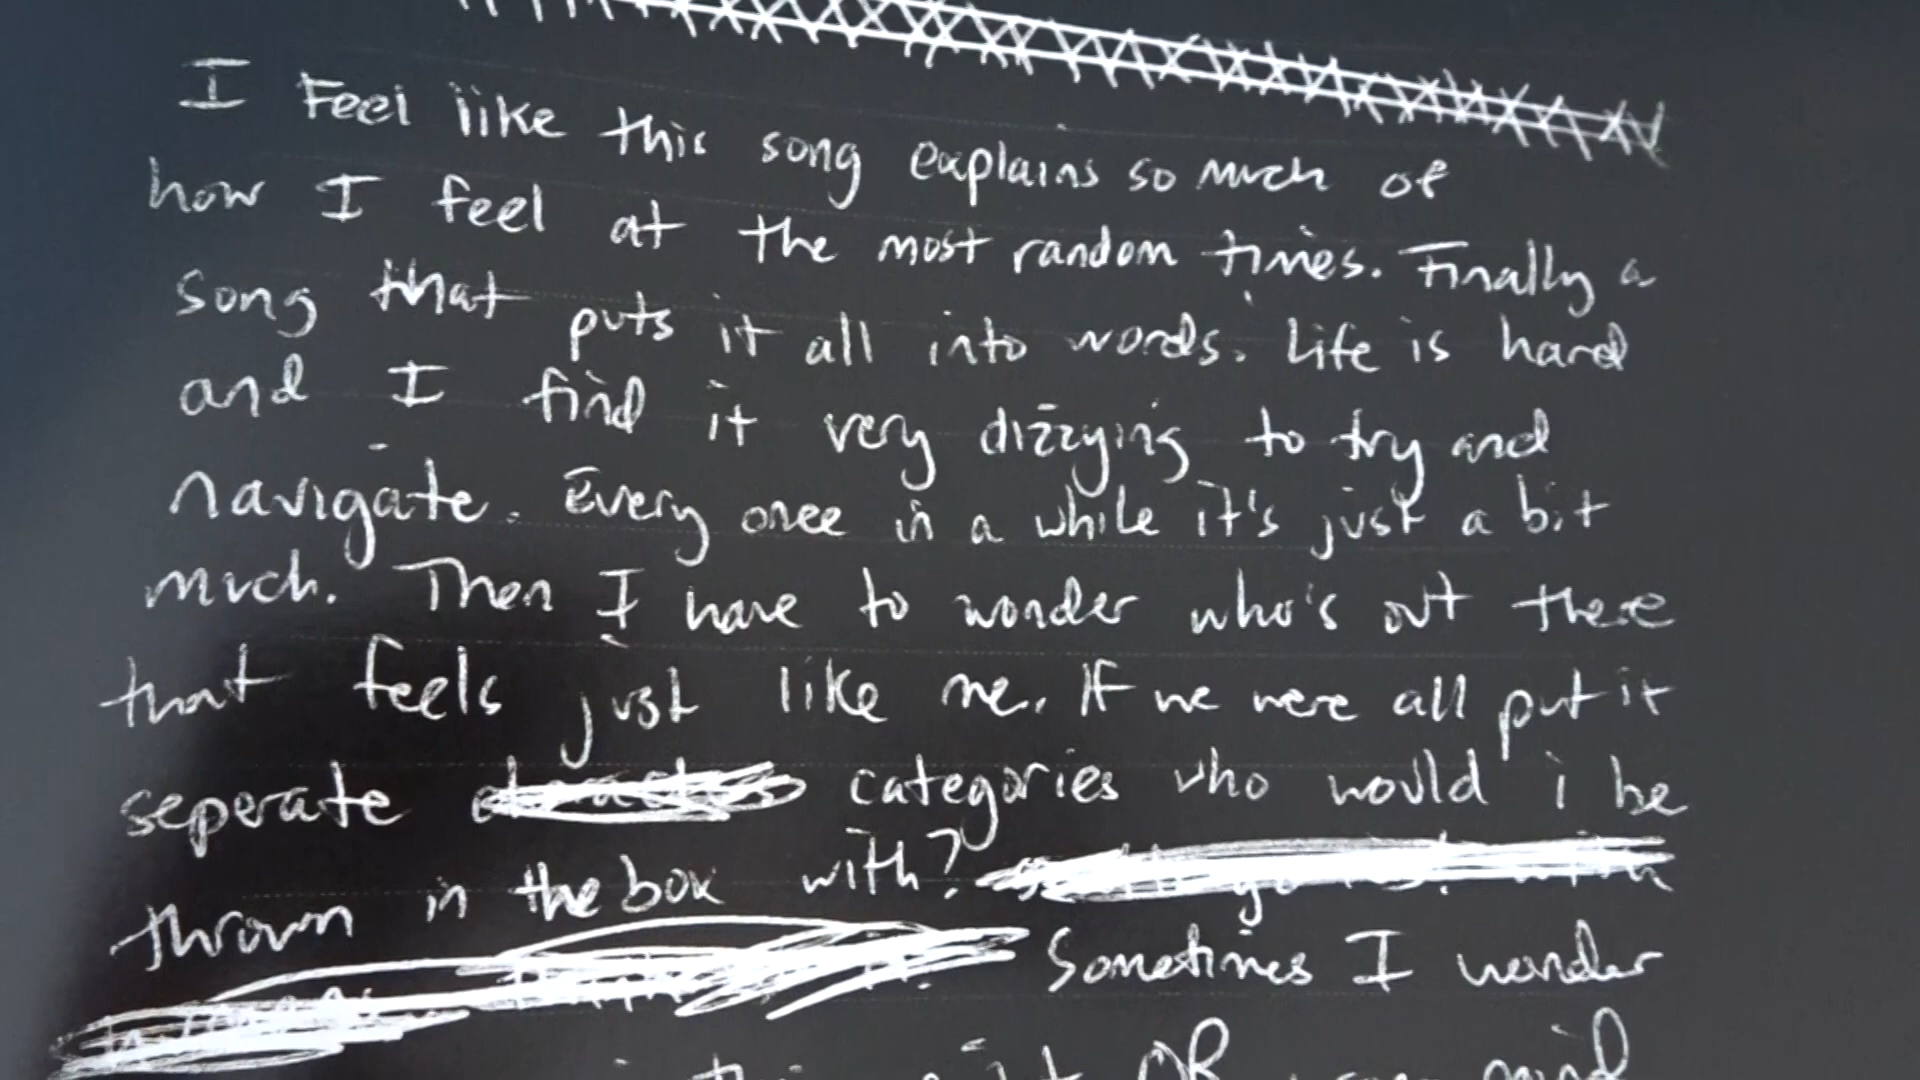 I Feel like this song explains so much of
how I feel at the most random times. Finally a
song that puts it all into words. Life is hard
and I find it very dizzying to try and
navigate. Every once in a while it's just a bit
much. Then I have to wonder who's out there
that feels just like me. If we were all put it
seperate categories who would i be
thrown in the box with?
Sometimes I wonder
OR mind